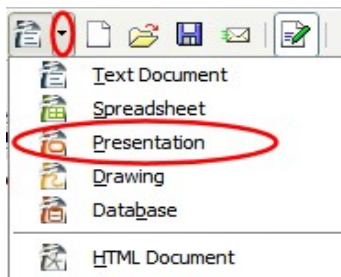 Text Document
Spreadsheet
Presentation
Drawing
Database
HTML Document